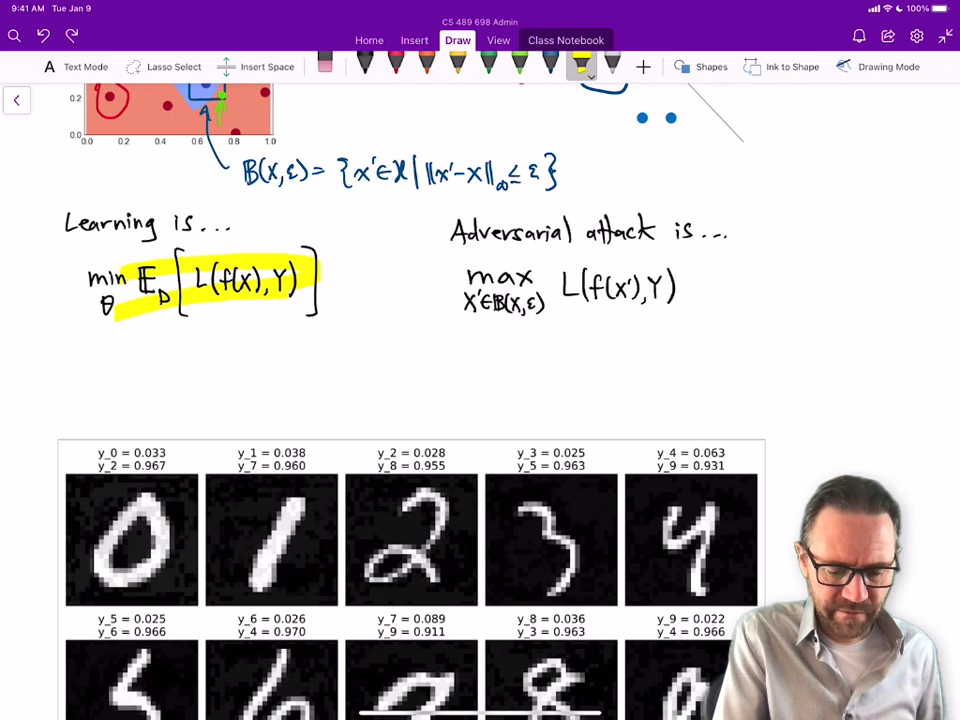 9:41 AM Tue Jan 9
100%
CS 489 698 Admin
Home Insert Draw View Class Notebook
Text Mode Lasso Select Insert Space Shapes Ink to Shape Drawing Mode
0.2
0.0
0.0 0.2 0.4 0.6 0.8 1.0
B(x,ε) = {x'∈X | ||x'-x||∞ ≤ ε}
Learning is...
Adversarial attack is...
min θ E_D [L(f(x),Y)]
max x'∈B(x,ε) L(f(x'),Y)
y_0 = 0.033 y_1 = 0.038 y_2 = 0.028 y_3 = 0.025 y_4 = 0.063
y_2 = 0.967 y_7 = 0.960 y_8 = 0.955 y_5 = 0.963 y_9 = 0.931
0 1 2 3 4
y_5 = 0.025 y_6 = 0.026 y_7 = 0.089 y_8 = 0.036 y_9 = 0.022
y_6 = 0.966 y_4 = 0.970 y_9 = 0.911 y_3 = 0.963 y_4 = 0.966